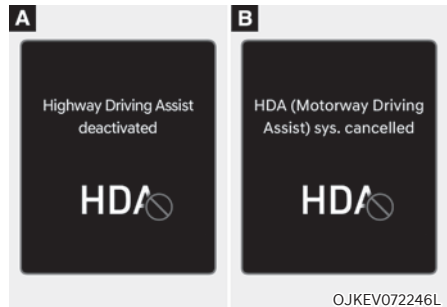 A
Highway Driving Assist
deactivated
HDA
B
HDA (Motorway Driving
Assist) sys. cancelled
HDA
OJKEV072246L